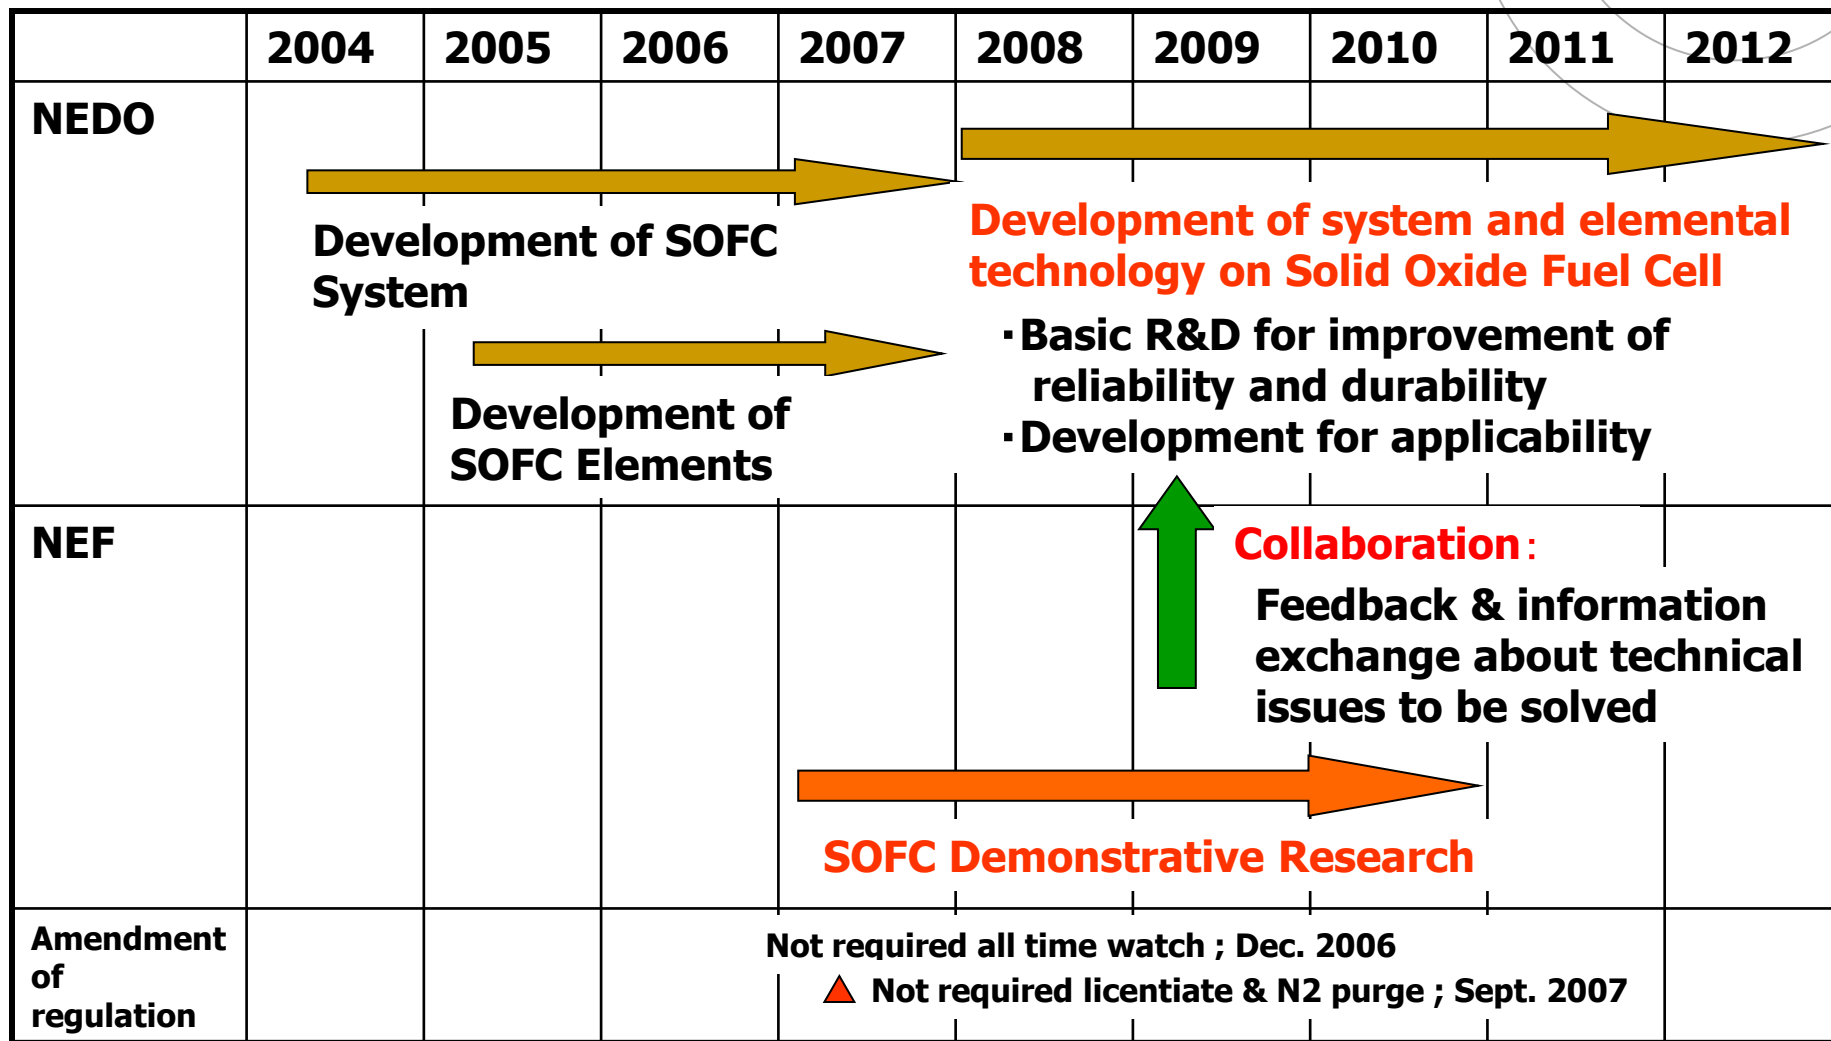 2004 2005 2006 2007 2008 2009 2010 2011 2012
NEDO
Development of SOFC
System
Development of
SOFC Elements
Development of system and elemental
technology on Solid Oxide Fuel Cell
・Basic R&D for improvement of
reliability and durability
・Development for applicability
NEF
Collaboration：
Feedback & information
exchange about technical
issues to be solved
SOFC Demonstrative Research
Amendment
of
regulation
Not required all time watch ; Dec. 2006
Not required licentiate & N2 purge ; Sept. 2007